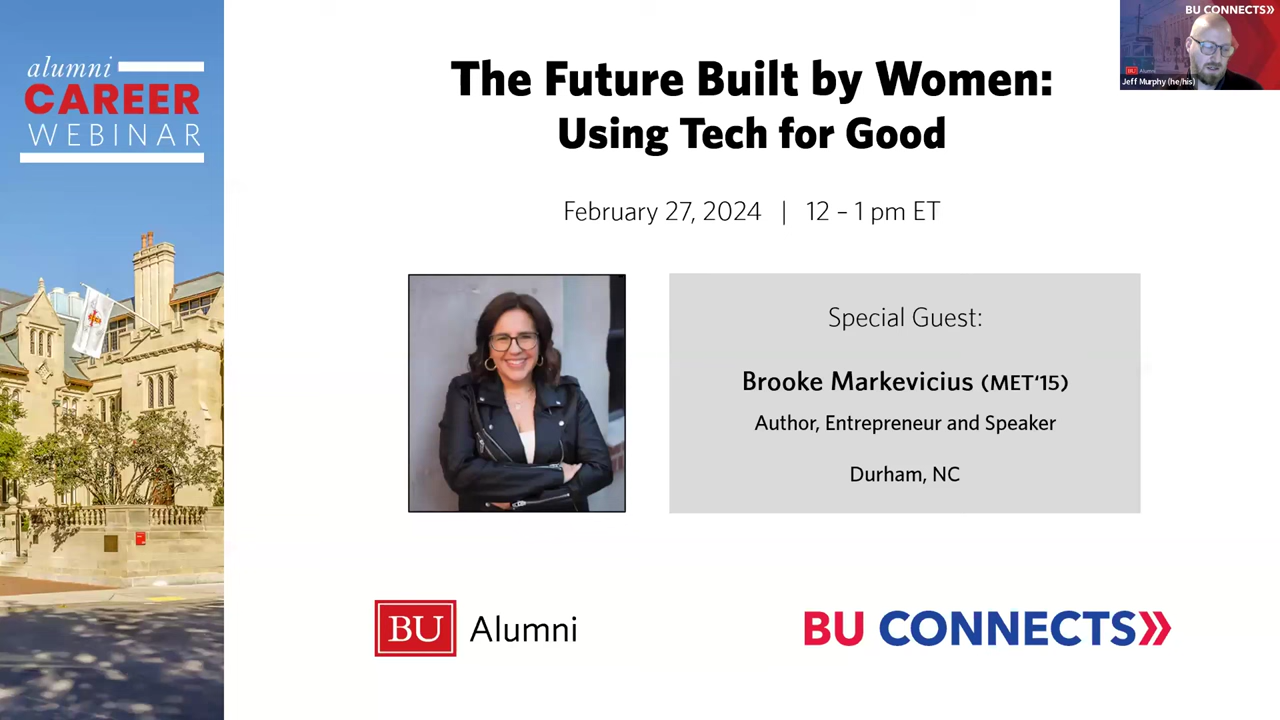 alumni
CAREER
WEBINAR
The Future Built by Women:
Using Tech for Good
February 27, 2024 | 12 – 1 pm ET
Special Guest:
Brooke Markevicius (MET‘15)
Author, Entrepreneur and Speaker
Durham, NC
BU Alumni
BU CONNECTS»
BU CONNECTS»
BU Alumni
Jeff Murphy (he/his)